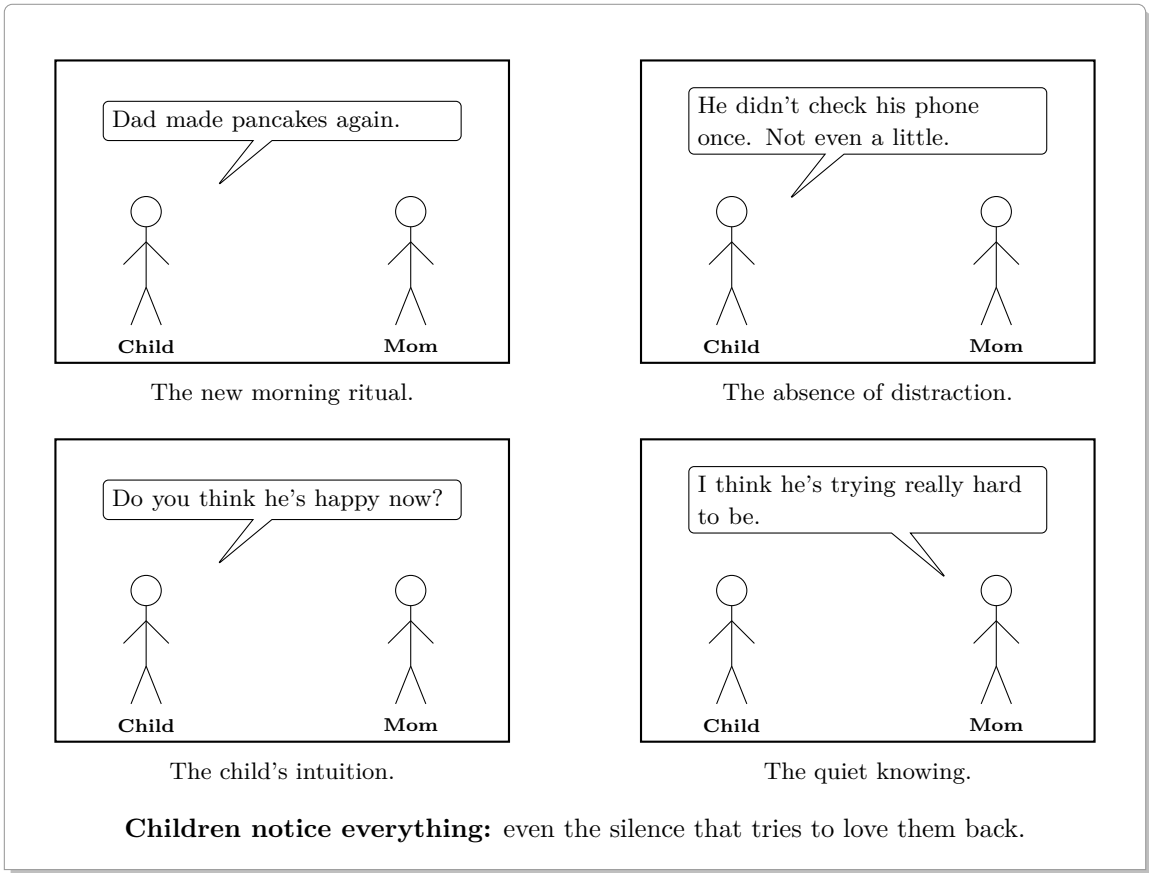 Dad made pancakes again.
Child
Mom
The new morning ritual.
He didn't check his phone
once. Not even a little.
Child
Mom
The absence of distraction.
Do you think he's happy now?
Child
Mom
The child's intuition.
I think he's trying really hard
to be.
Child
Mom
The quiet knowing.
Children notice everything: even the silence that tries to love them back.